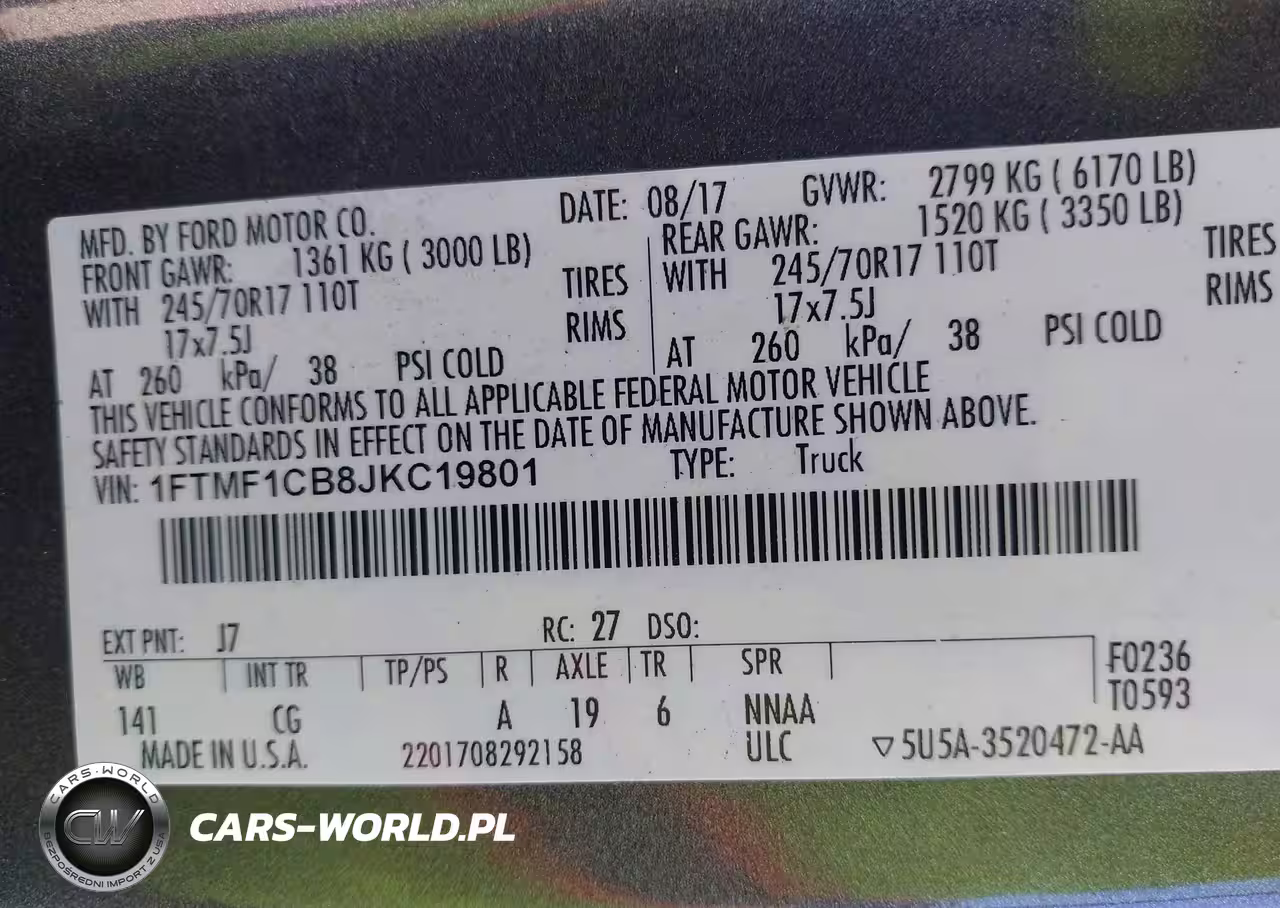 MFD. BY FORD MOTOR CO. DATE: 08/17 GVWR: 2799 KG ( 6170 LB)
FRONT GAWR: 1361 KG ( 3000 LB) REAR GAWR: 1520 KG ( 3350 LB)
WITH 245/70R17 110T TIRES WITH 245/70R17 110T TIRES
17x7.5J RIMS 17x7.5J RIMS
AT 260 kPa/ 38 PSI COLD AT 260 kPa/ 38 PSI COLD
THIS VEHICLE CONFORMS TO ALL APPLICABLE FEDERAL MOTOR VEHICLE
SAFETY STANDARDS IN EFFECT ON THE DATE OF MANUFACTURE SHOWN ABOVE.
VIN: 1FTMF1CB8JKC19801 TYPE: Truck
EXT PNT: J7 RC: 27 DSO:
WB INT TR TP/PS R AXLE TR SPR F0236
141 CG A 19 6 NNAA T0593
MADE IN U.S.A. 2201708292158 ULC ▽5U5A-3520472-AA
CARS-WORLD
CW
BEZPOŚREDNI IMPORT Z USA
CARS-WORLD.PL